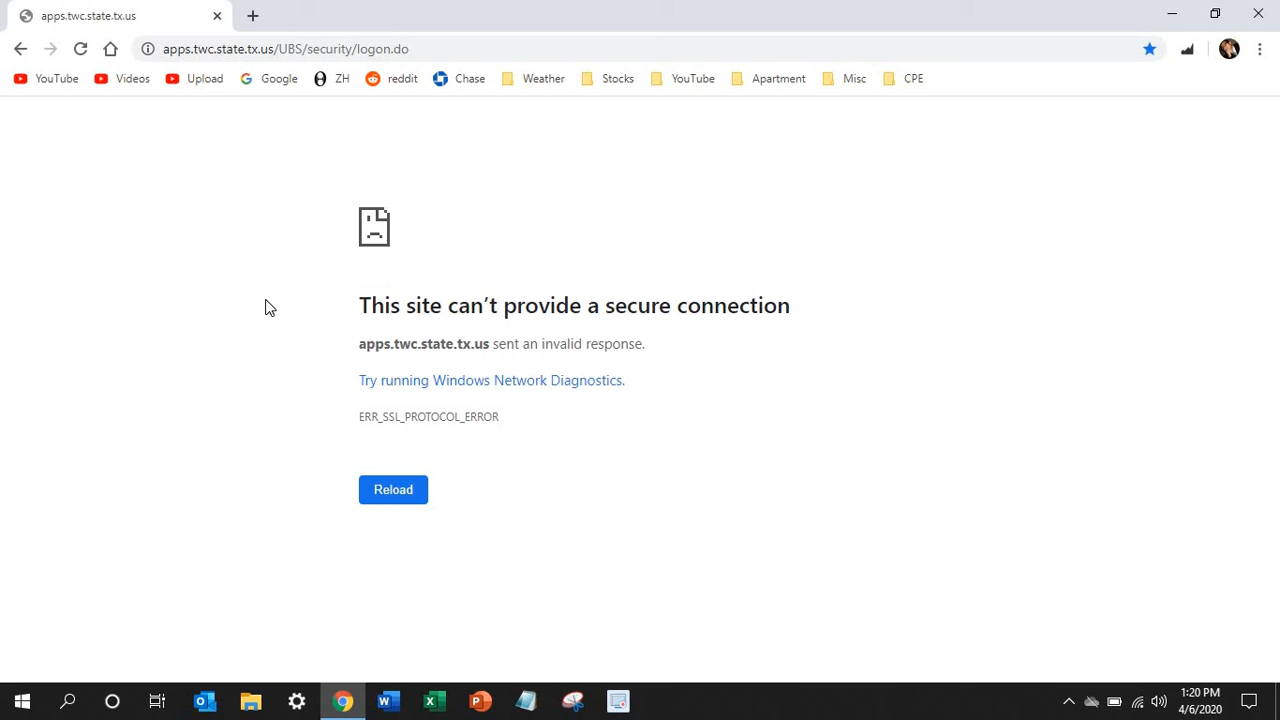 apps.twc.state.tx.us
apps.twc.state.tx.us/UBS/security/logon.do
YouTube Videos Upload Google ZH reddit Chase Weather Stocks YouTube Apartment Misc CPE
This site can't provide a secure connection
apps.twc.state.tx.us sent an invalid response.
Try running Windows Network Diagnostics.
ERR_SSL_PROTOCOL_ERROR
Reload
1:20 PM
4/6/2020